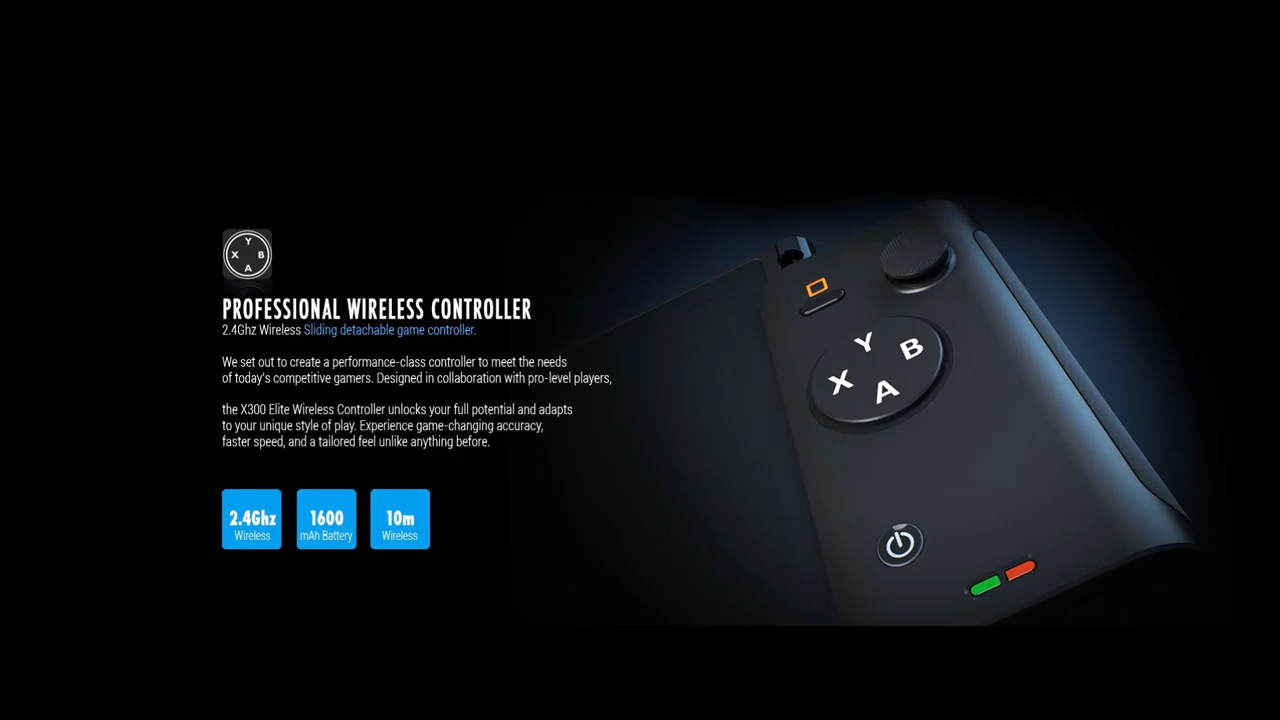 Y
X B
A
PROFESSIONAL WIRELESS CONTROLLER
2.4Ghz Wireless Sliding detachable game controller.
We set out to create a performance-class controller to meet the needs
of today's competitive gamers. Designed in collaboration with pro-level players,
the X300 Elite Wireless Controller unlocks your full potential and adapts
to your unique style of play. Experience game-changing accuracy,
faster speed, and a tailored feel unlike anything before.
2.4Ghz
Wireless
1600
mAh Battery
10m
Wireless
Y
B
X
A